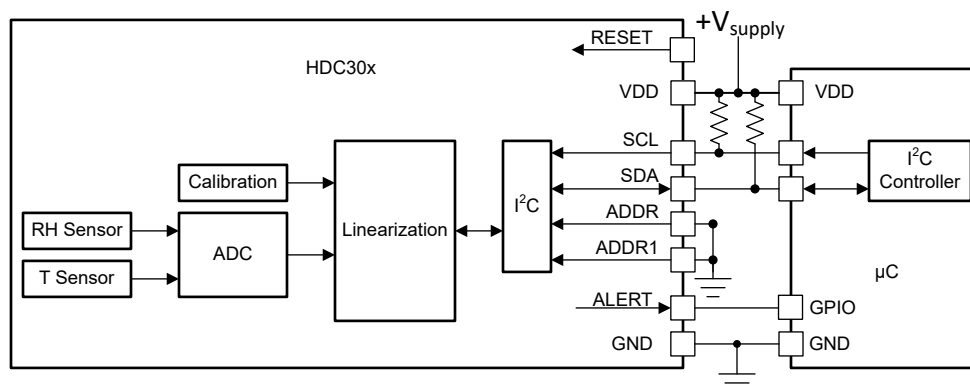 +Vsupply
RESET
HDC30x
VDD
VDD
SCL
I²C
Controller
Calibration
SDA
I²C
RH Sensor
ADC
Linearization
ADDR
T Sensor
ADDR1
µC
ALERT
GPIO
GND
GND